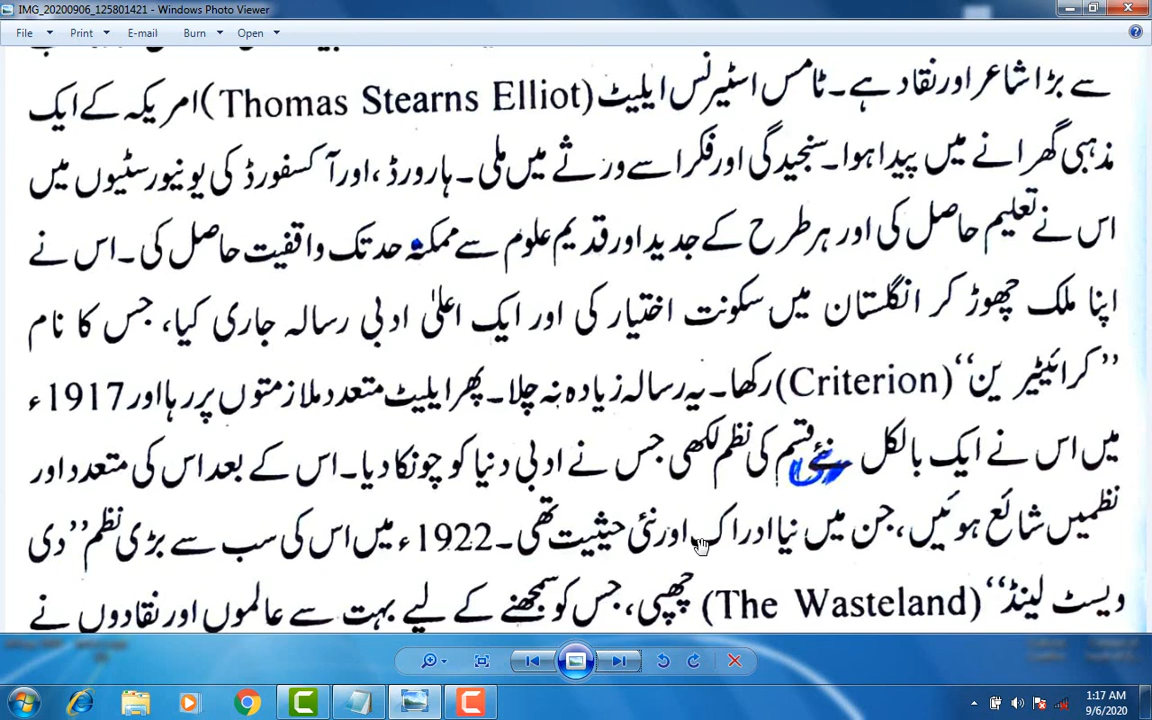 IMG_20200906_125801421 - Windows Photo Viewer
File Print E-mail Burn Open
سے بڑا شاعر اور نقاد ہے۔ ٹامس اسٹیرنس ایلیٹ (Thomas Stearns Elliot) امریکہ کے ایک
مذہبی گھرانے میں پیدا ہوا۔ سنجیدگی اور فکر اسے ورثے میں ملی۔ ہارورڈ، اور آکسفورڈ کی یونیورسٹیوں میں
اس نے تعلیم حاصل کی اور ہر طرح کے جدید اور قدیم علوم سے ممکنہ حد تک واقفیت حاصل کی۔ اس نے
اپنا ملک چھوڑ کر انگلستان میں سکونت اختیار کی اور ایک اعلیٰ ادبی رسالہ جاری کیا، جس کا نام
”کرائیٹیرین“ (Criterion) رکھا۔ یہ رسالہ زیادہ نہ چلا۔ پھر ایلیٹ متعدد ملازمتوں پر رہا اور 1917ء
میں اس نے ایک بالکل نئے قسم کی نظم لکھی جس نے ادبی دنیا کو چونکا دیا۔ اس کے بعد اس کی متعدد اور
نظمیں شائع ہوئیں، جن میں نیا ادراک اور نئی حیثیت تھی۔ 1922ء میں اس کی سب سے بڑی نظم ”دی
ویسٹ لینڈ“ (The Wasteland) چھپی، جس کو سمجھنے کے لیے بہت سے عالموں اور نقادوں نے
1:17 AM
9/6/2020